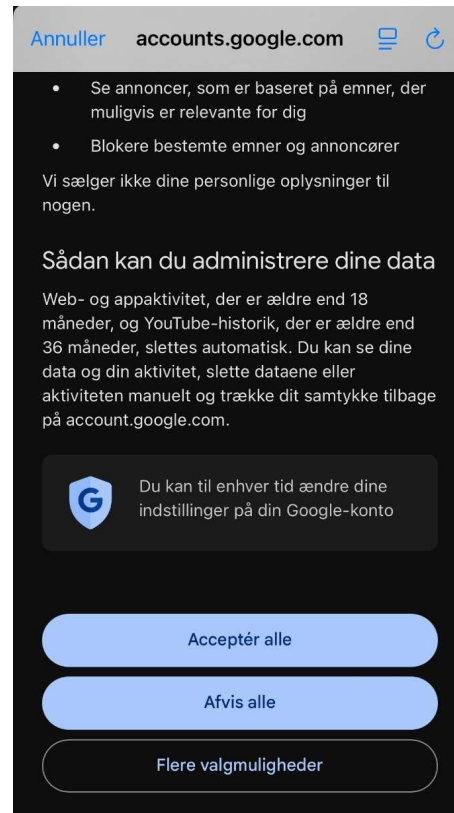 Annuller accounts.google.com
• Se annoncer, som er baseret på emner, der
muligvis er relevante for dig
• Blokere bestemte emner og annoncører
Vi sælger ikke dine personlige oplysninger til
nogen.
Sådan kan du administrere dine data
Web- og appaktivitet, der er ældre end 18
måneder, og YouTube-historik, der er ældre end
36 måneder, slettes automatisk. Du kan se dine
data og din aktivitet, slette dataene eller
aktiviteten manuelt og trække dit samtykke tilbage
på account.google.com.
G
Du kan til enhver tid ændre dine
indstillinger på din Google-konto
Acceptér alle
Afvis alle
Flere valgmuligheder